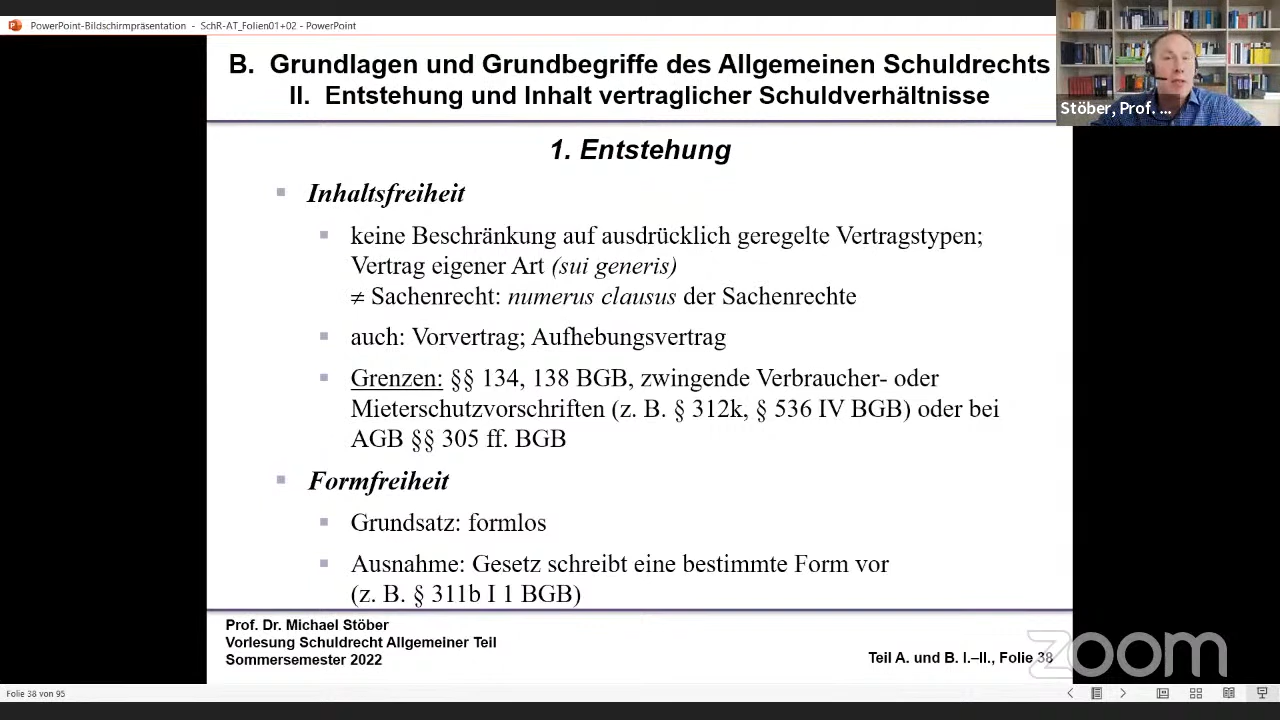 PowerPoint-Bildschirmpräsentation - SchR-AT_Folien01+02 - PowerPoint
B. Grundlagen und Grundbegriffe des Allgemeinen Schuldrechts
II. Entstehung und Inhalt vertraglicher Schuldverhältnisse
Stöber, Prof. ...
1. Entstehung
Inhaltsfreiheit
keine Beschränkung auf ausdrücklich geregelte Vertragstypen;
Vertrag eigener Art (sui generis)
≠ Sachenrecht: numerus clausus der Sachenrechte
auch: Vorvertrag; Aufhebungsvertrag
Grenzen: §§ 134, 138 BGB, zwingende Verbraucher- oder
Mieterschutzvorschriften (z. B. § 312k, § 536 IV BGB) oder bei
AGB §§ 305 ff. BGB
Formfreiheit
Grundsatz: formlos
Ausnahme: Gesetz schreibt eine bestimmte Form vor
(z. B. § 311b I 1 BGB)
Prof. Dr. Michael Stöber
Vorlesung Schuldrecht Allgemeiner Teil
Sommersemester 2022
Teil A. und B. I.–II., Folie 38
zoom
Folie 38 von 95